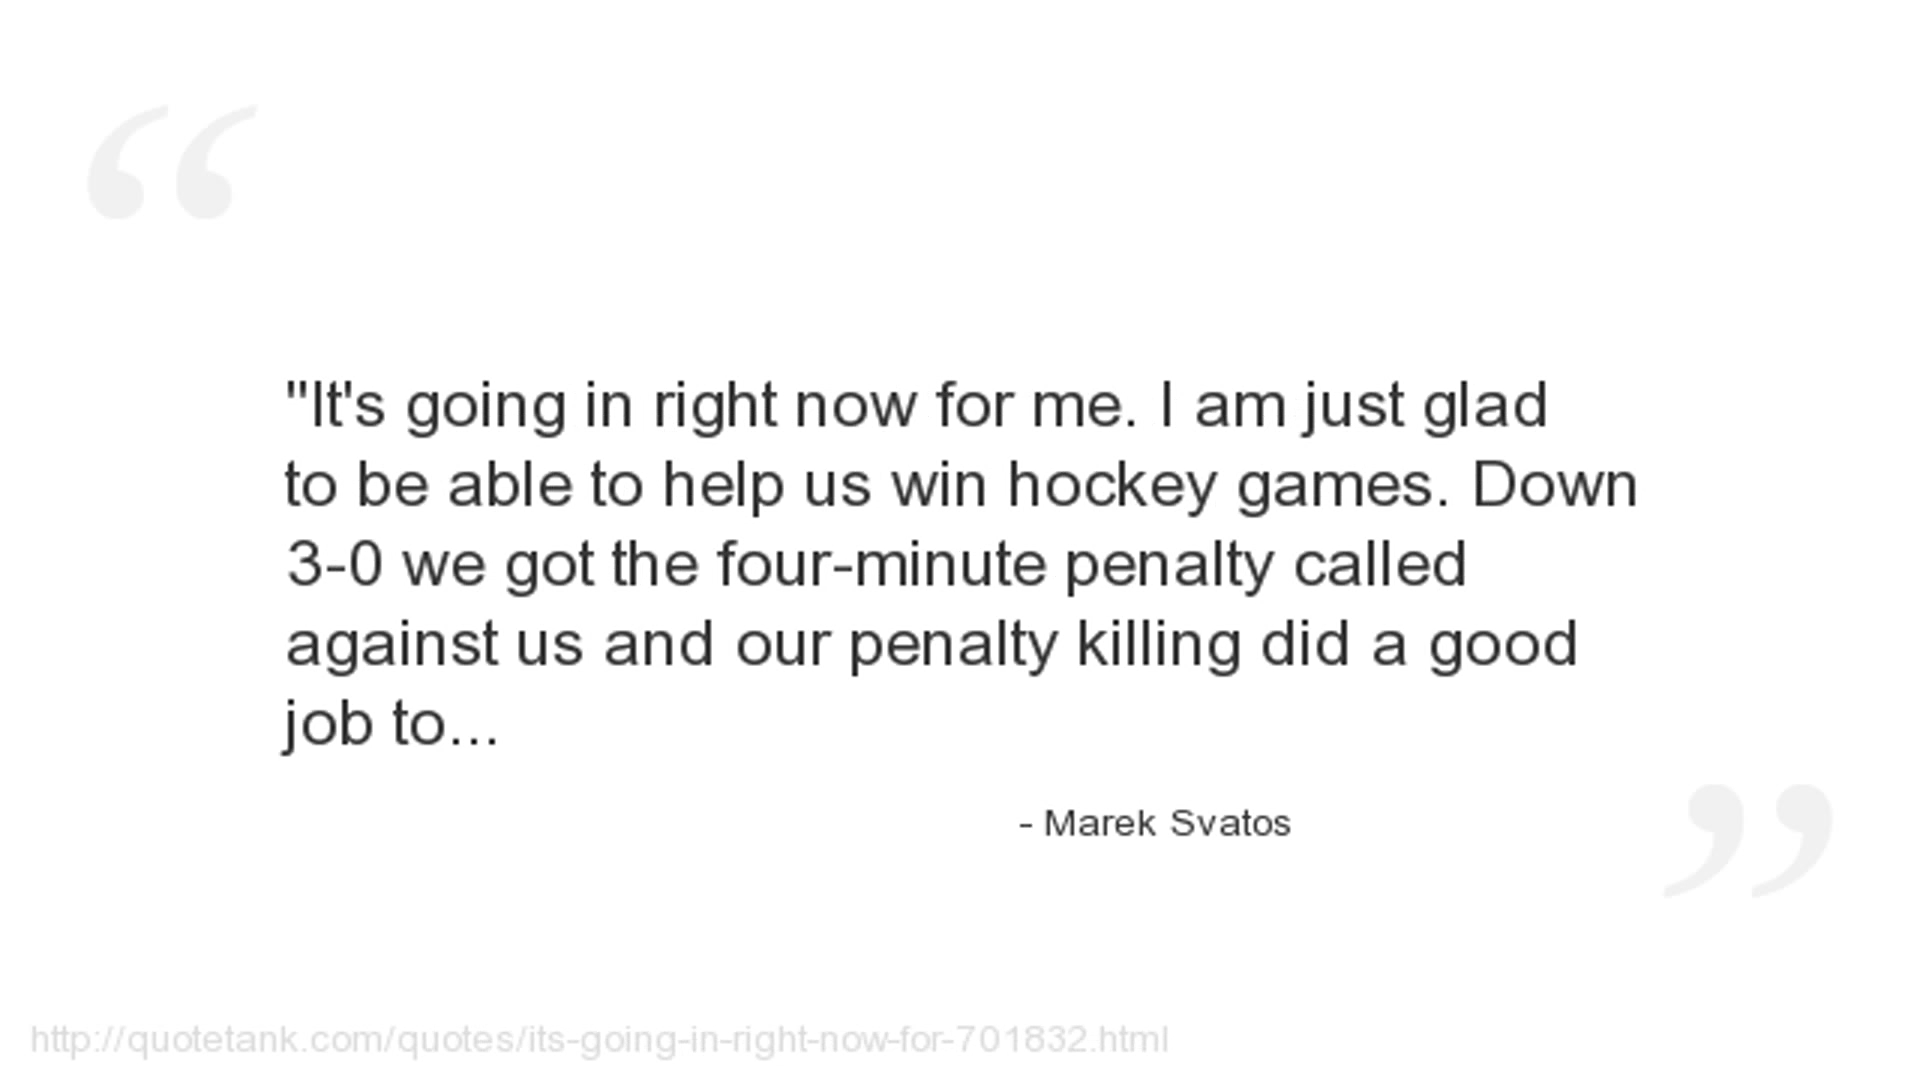 "It's going in right now for me. I am just glad
to be able to help us win hockey games. Down
3-0 we got the four-minute penalty called
against us and our penalty killing did a good
job to...
- Marek Svatos
http://quotetank.com/quotes/its-going-in-right-now-for-701832.html